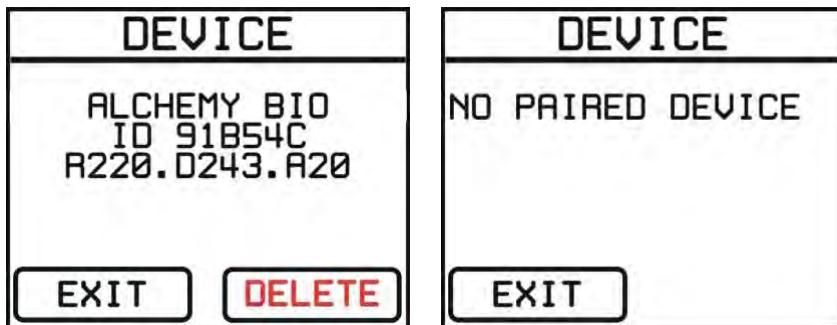 DEVICE
ALCHEMY BIO
ID 91B54C
A220.D243.A20
EXIT
DELETE
DEVICE
NO PAIRED DEVICE
EXIT